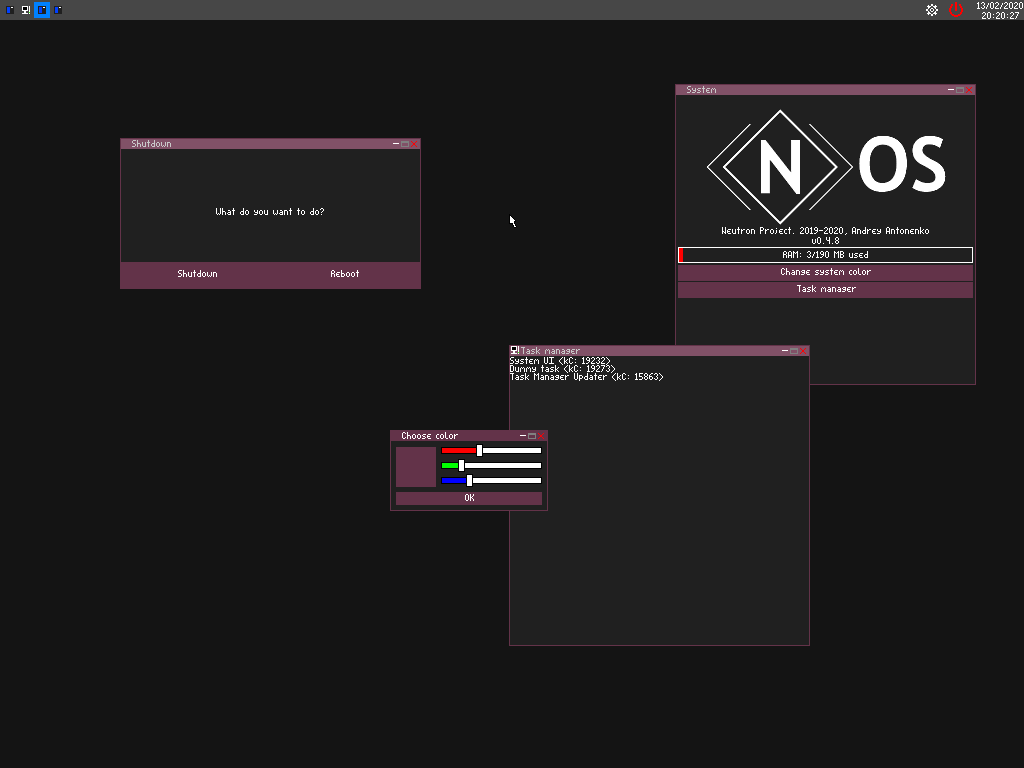 13/02/2020
20:20:27
System
N OS
Neutron Project. 2019-2020, Andrey Antonenko
v0.4.8
RAM: 3/190 MB used
Change system color
Task manager
Shutdown
What do you want to do?
Shutdown Reboot
Task manager
System UI (kC: 19232)
Dummy task (kC: 19273)
Task Manager Updater (kC: 15863)
Choose color
OK